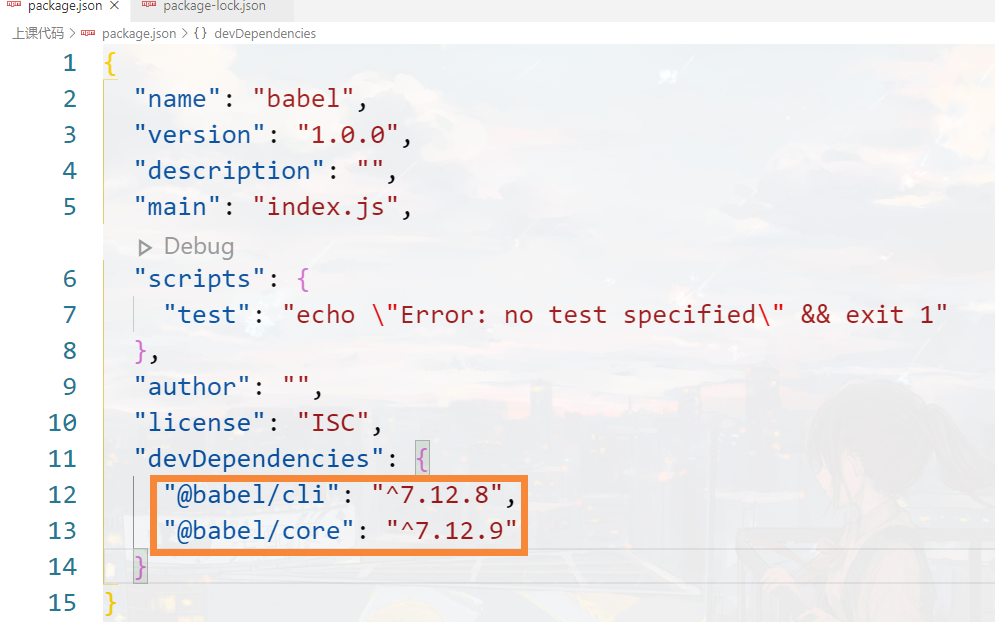 package.json ×
package-lock.json
上课代码 > package.json > {} devDependencies
1 {
2 "name": "babel",
3 "version": "1.0.0",
4 "description": "",
5 "main": "index.js",
Debug
6 "scripts": {
7 "test": "echo \"Error: no test specified\" && exit 1"
8 },
9 "author": "",
10 "license": "ISC",
11 "devDependencies": {
12 "@babel/cli": "^7.12.8",
13 "@babel/core": "^7.12.9"
14 }
15 }